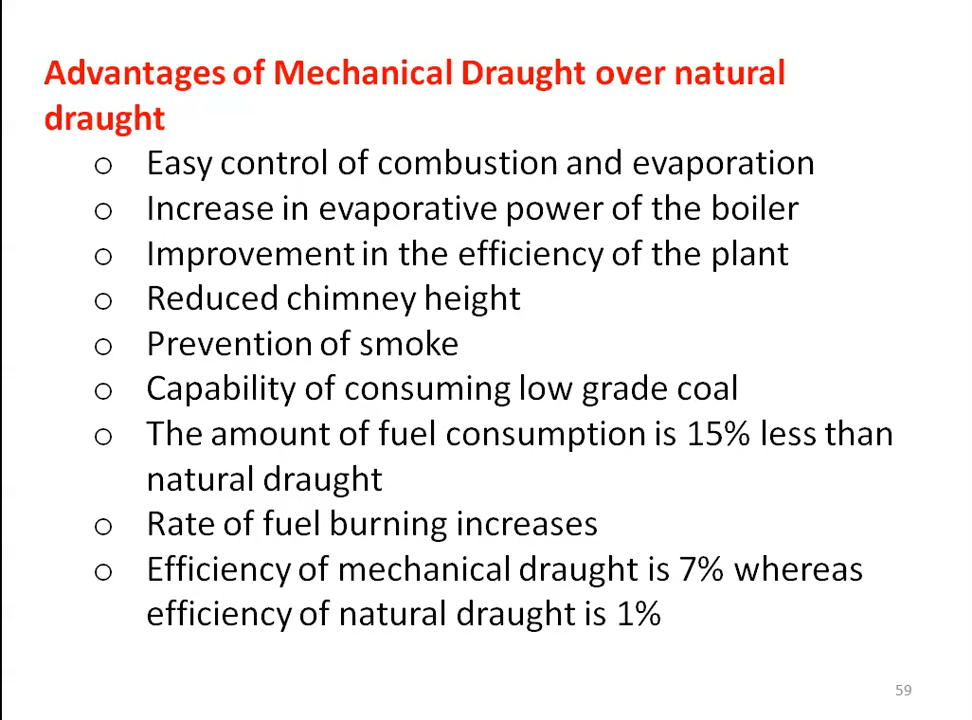 Advantages of Mechanical Draught over natural
draught
o Easy control of combustion and evaporation
o Increase in evaporative power of the boiler
o Improvement in the efficiency of the plant
o Reduced chimney height
o Prevention of smoke
o Capability of consuming low grade coal
o The amount of fuel consumption is 15% less than
natural draught
o Rate of fuel burning increases
o Efficiency of mechanical draught is 7% whereas
efficiency of natural draught is 1%
59